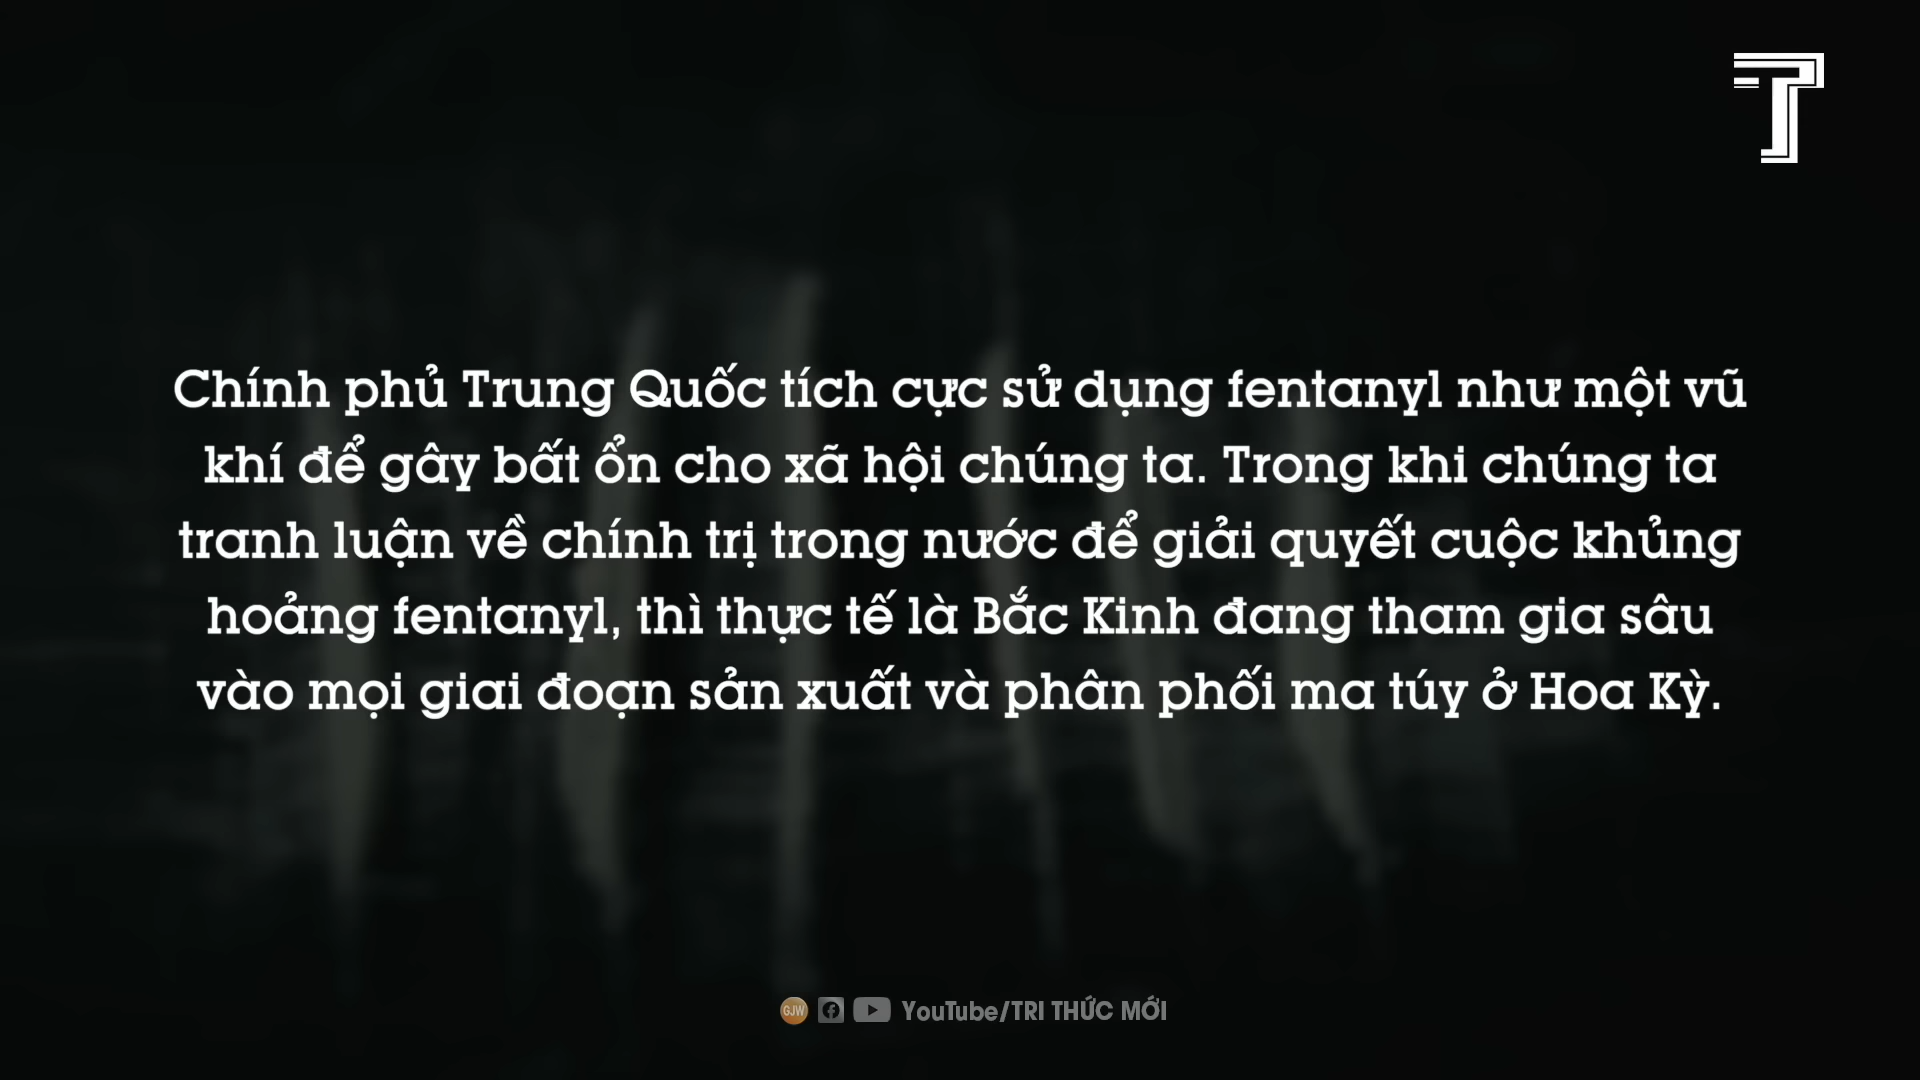 T
Chính phủ Trung Quốc tích cực sử dụng fentanyl như một vũ
khí để gây bất ổn cho xã hội chúng ta. Trong khi chúng ta
tranh luận về chính trị trong nước để giải quyết cuộc khủng
hoảng fentanyl, thì thực tế là Bắc Kinh đang tham gia sâu
vào mọi giai đoạn sản xuất và phân phối ma túy ở Hoa Kỳ.
GJW YouTube/TRI THỨC MỚI